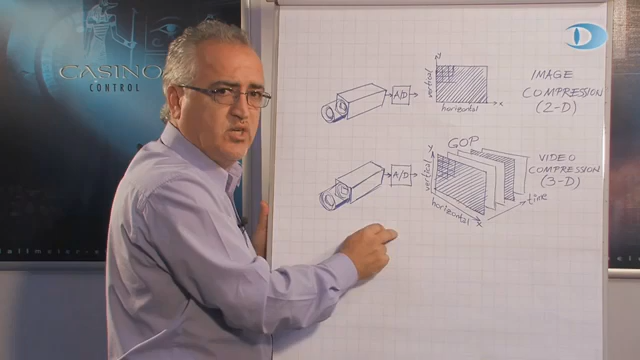 CASINO
CONTROL
A/D
y
vertical
horizontal
x
IMAGE
COMPRESSION
(2-D)
A/D
GOP
y
vertical
horizontal
x
time
VIDEO
COMPRESSION
(3-D)